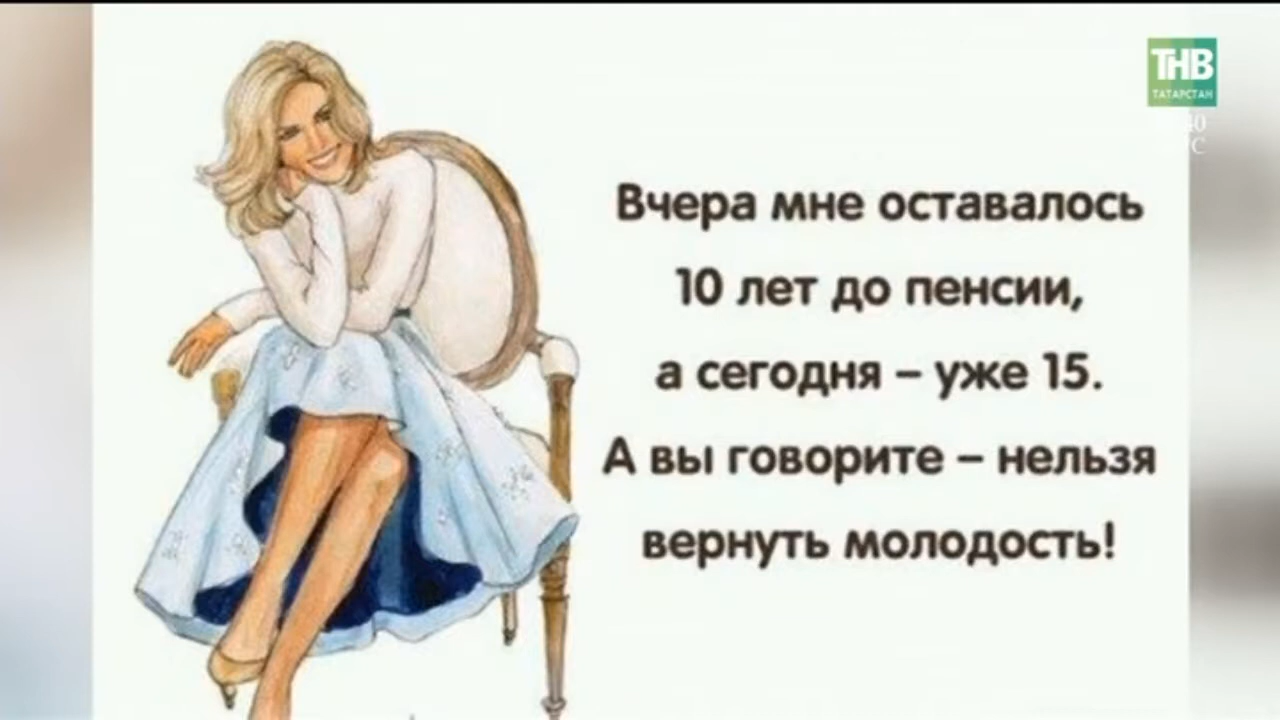 ТНВ
ТАТАРСТАН
Вчера мне оставалось
10 лет до пенсии,
а сегодня – уже 15.
А вы говорите – нельзя
вернуть молодость!